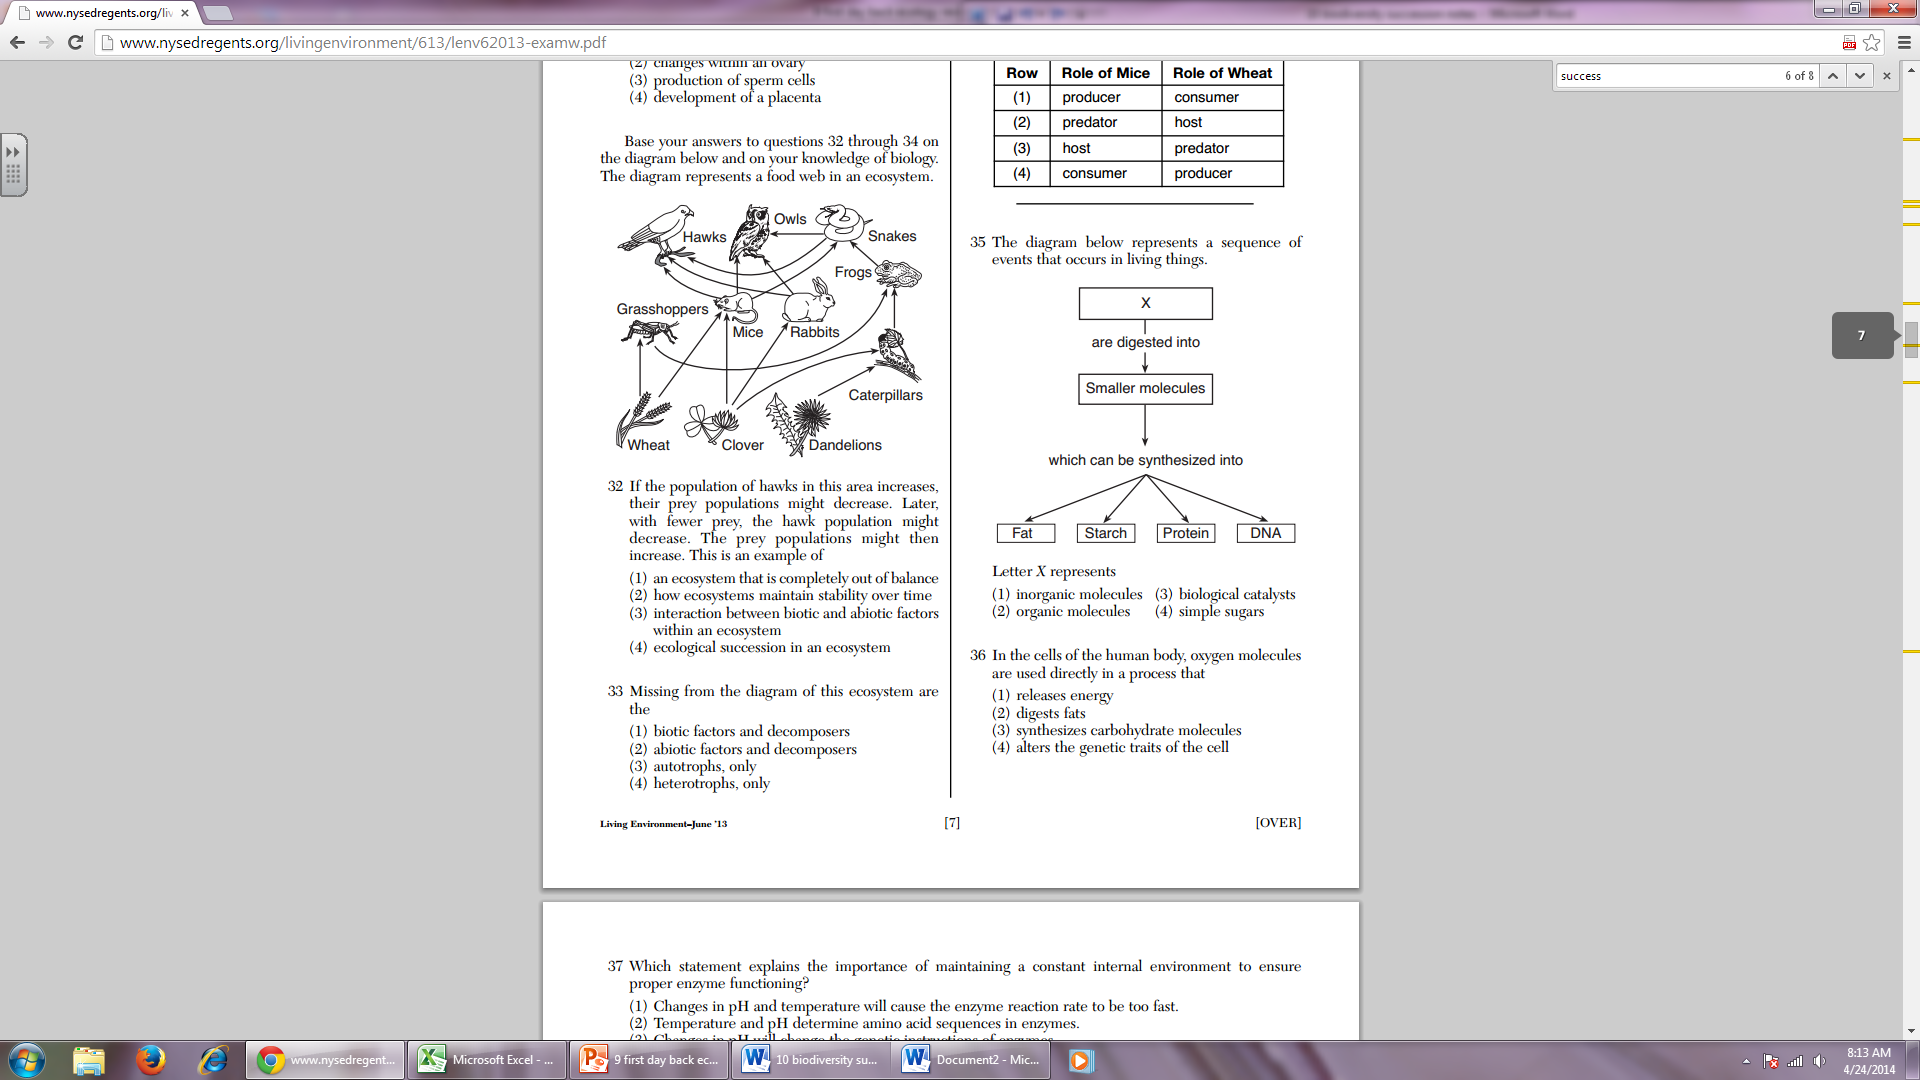 www.nysedregents.org/liv
www.nysedregents.org/livingenvironment/613/lenv62013-examw.pdf
success
6 of 8
(2) changes within an ovary
(3) production of sperm cells
(4) development of a placenta
Base your answers to questions 32 through 34 on
the diagram below and on your knowledge of biology.
The diagram represents a food web in an ecosystem.
Owls
Hawks
Snakes
Frogs
Grasshoppers
Mice
Rabbits
Caterpillars
Wheat
Clover
Dandelions
32 If the population of hawks in this area increases,
their prey populations might decrease. Later,
with fewer prey, the hawk population might
decrease. The prey populations might then
increase. This is an example of
(1) an ecosystem that is completely out of balance
(2) how ecosystems maintain stability over time
(3) interaction between biotic and abiotic factors
within an ecosystem
(4) ecological succession in an ecosystem
33 Missing from the diagram of this ecosystem are
the
(1) biotic factors and decomposers
(2) abiotic factors and decomposers
(3) autotrophs, only
(4) heterotrophs, only
Row Role of Mice Role of Wheat
(1) producer consumer
(2) predator host
(3) host predator
(4) consumer producer
35 The diagram below represents a sequence of
events that occurs in living things.
X
are digested into
Smaller molecules
which can be synthesized into
Fat Starch Protein DNA
Letter X represents
(1) inorganic molecules (3) biological catalysts
(2) organic molecules (4) simple sugars
36 In the cells of the human body, oxygen molecules
are used directly in a process that
(1) releases energy
(2) digests fats
(3) synthesizes carbohydrate molecules
(4) alters the genetic traits of the cell
Living Environment–June '13 [7] [OVER]
7
37 Which statement explains the importance of maintaining a constant internal environment to ensure
proper enzyme functioning?
(1) Changes in pH and temperature will cause the enzyme reaction rate to be too fast.
(2) Temperature and pH determine amino acid sequences in enzymes.
(3) Changes in pH will change the genetic instructions of enzymes.
www.nysedregent...
Microsoft Excel - ...
9 first day back ec...
10 biodiversity su...
Document2 - Mic...
8:13 AM
4/24/2014